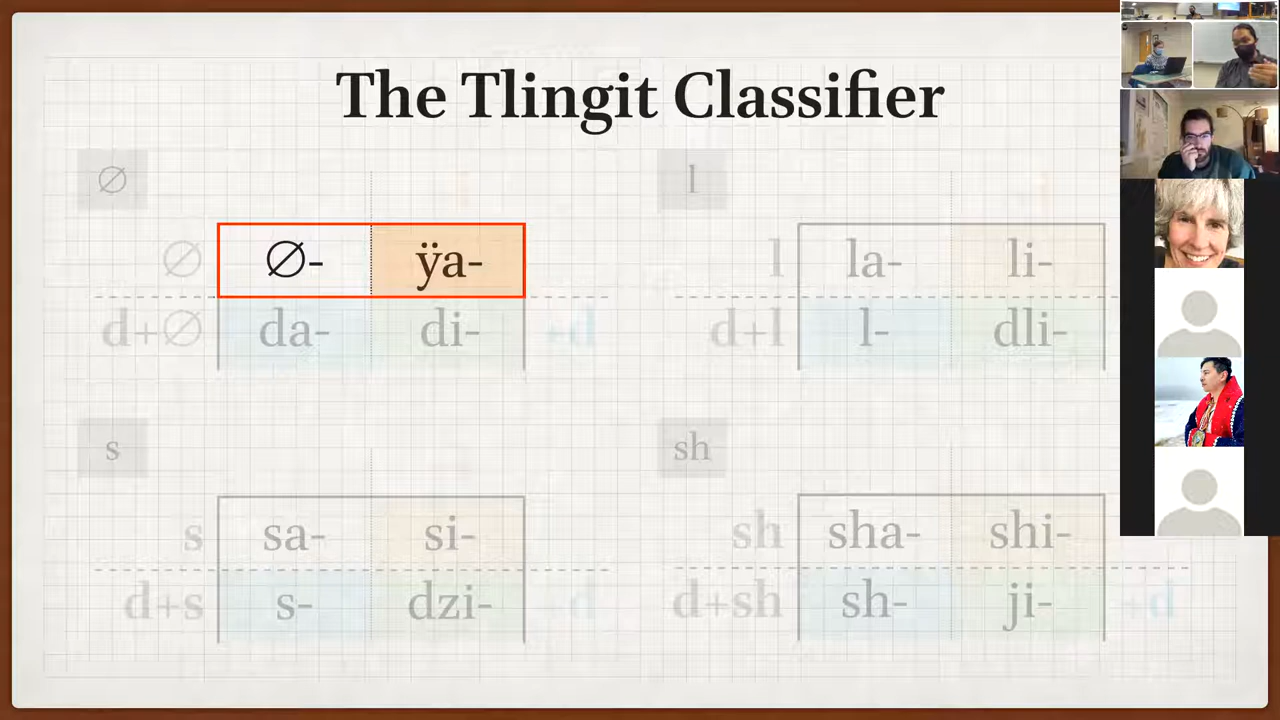 The Tlingit Classifier
∅ l
∅ ∅- ÿa- l la- li-
d+∅ da- di- +d d+l l- dli-
s sh
s sa- si- sh sha- shi-
d+s s- dzi- +d d+sh sh- ji- +d